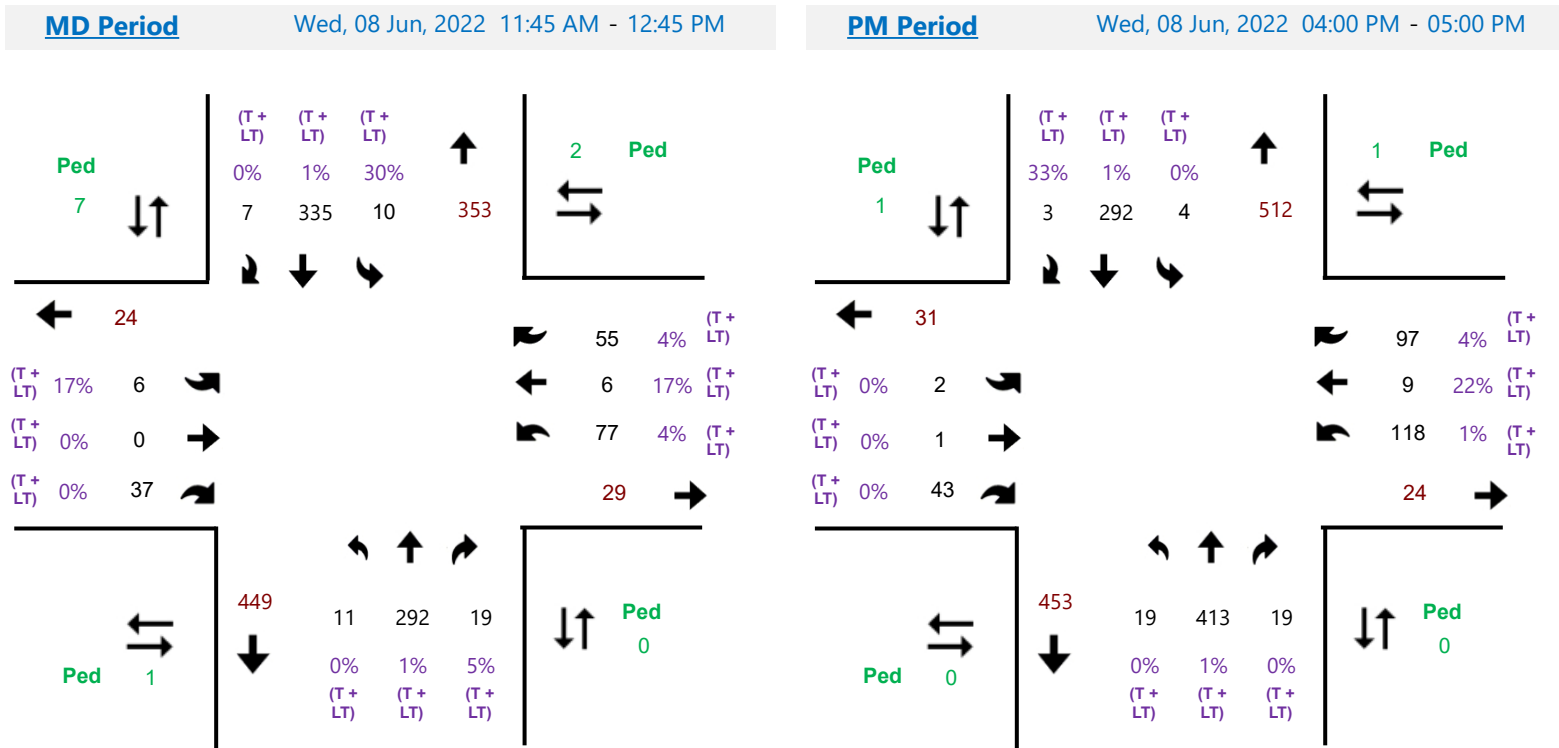 MD Period Wed, 08 Jun, 2022 11:45 AM - 12:45 PM
(T + LT) (T + LT) (T + LT)
Ped 2 Ped
0% 1% 30%
7 7 335 10 353
24
55 4% (T + LT)
(T + LT) 17% 6 6 17% (T + LT)
(T + LT) 0% 0 77 4% (T + LT)
(T + LT) 0% 37 29
449 11 292 19 Ped
0
Ped 1 0% 1% 5%
(T + LT) (T + LT) (T + LT)
PM Period Wed, 08 Jun, 2022 04:00 PM - 05:00 PM
(T + LT) (T + LT) (T + LT)
Ped 1 Ped
33% 1% 0%
1 3 292 4 512
31
97 4% (T + LT)
(T + LT) 0% 2 9 22% (T + LT)
(T + LT) 0% 1 118 1% (T + LT)
(T + LT) 0% 43 24
453 19 413 19 Ped
0
Ped 0 0% 1% 0%
(T + LT) (T + LT) (T + LT)